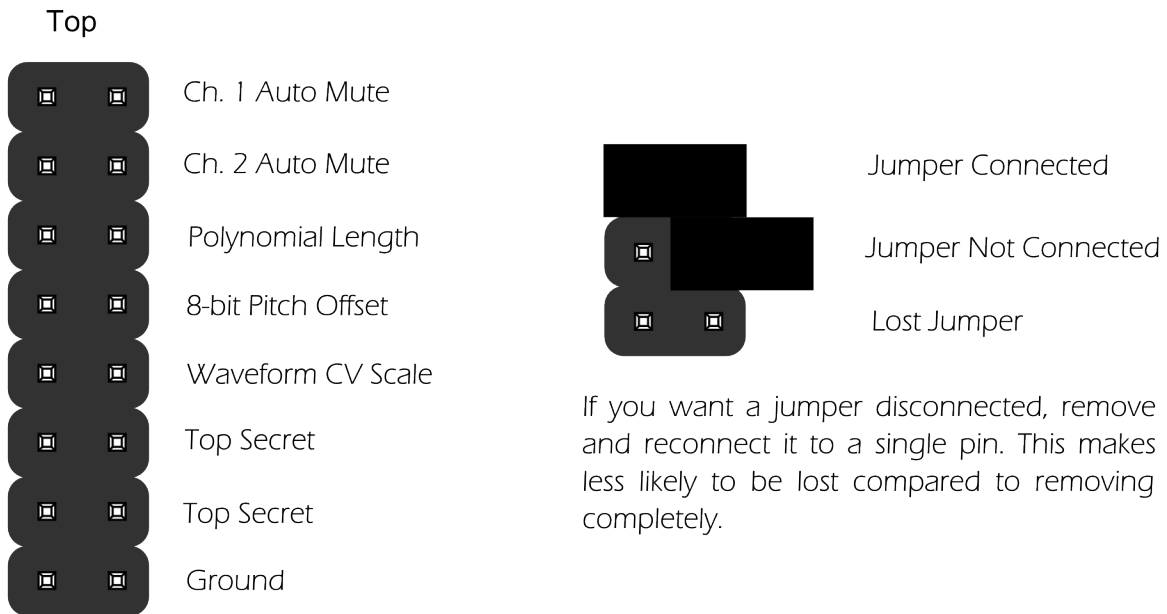 Top
Ch. 1 Auto Mute
Ch. 2 Auto Mute
Polynomial Length
8-bit Pitch Offset
Waveform CV Scale
Top Secret
Top Secret
Ground
Jumper Connected
Jumper Not Connected
Lost Jumper
If you want a jumper disconnected, remove
and reconnect it to a single pin. This makes
less likely to be lost compared to removing
completely.